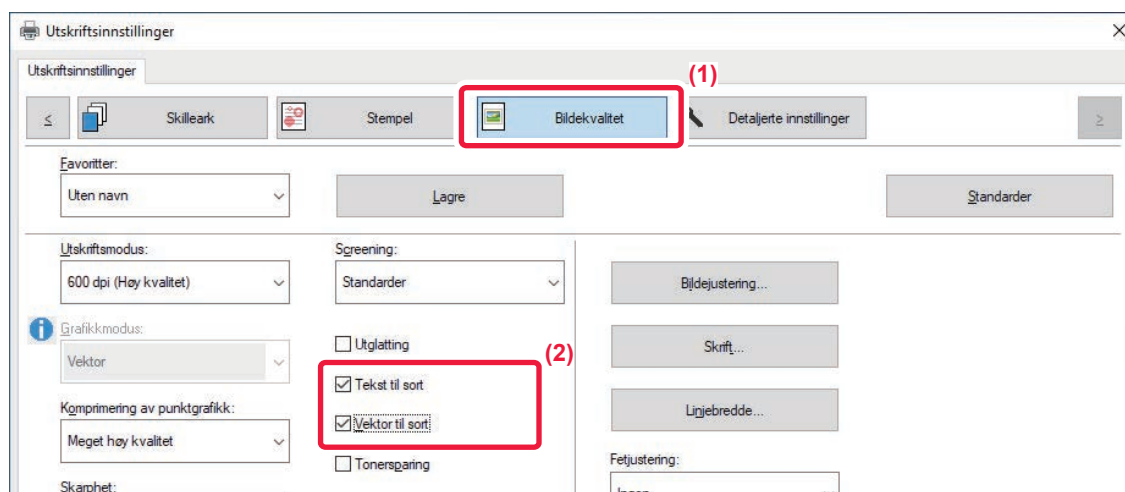 Utskriftsinnstillinger
Utskriftsinnstillinger
(1)
< Skilleark Stempel Bildekvalitet Detaljerte innstillinger >
Favoritter:
Uten navn Lagre Standarder
Utskriftsmodus: Screening:
600 dpi (Høy kvalitet) Standarder Bildejustering...
Grafikkmodus:
Vektor Utglatting Skrift...
(2)
Tekst til sort
Komprimering av punktgrafikk: Vektor til sort Linjebredde...
Meget høy kvalitet
Tonersparing Fetjustering:
Skarphet: Ingen